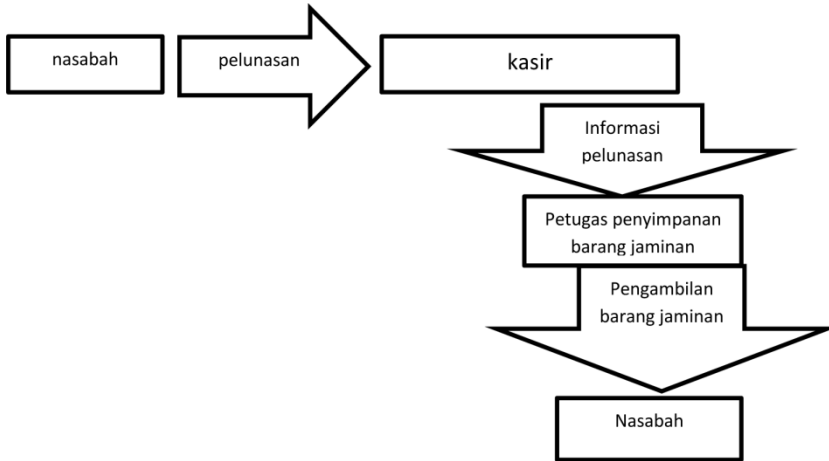 nasabah
pelunasan
kasir
Informasi
pelunasan
Petugas penyimpanan
barang jaminan
Pengambilan
barang jaminan
Nasabah